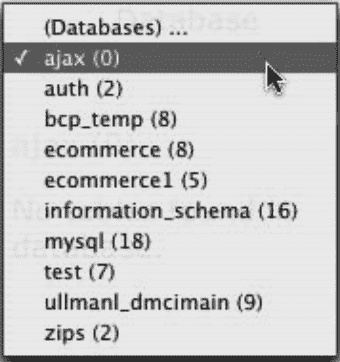 (Databases) ...
✓ ajax (0)
auth (2)
bcp_temp (8)
ecommerce (8)
ecommerce1 (5)
information_schema (16)
mysql (18)
test (7)
ullmanl_dmcimain (9)
zips (2)